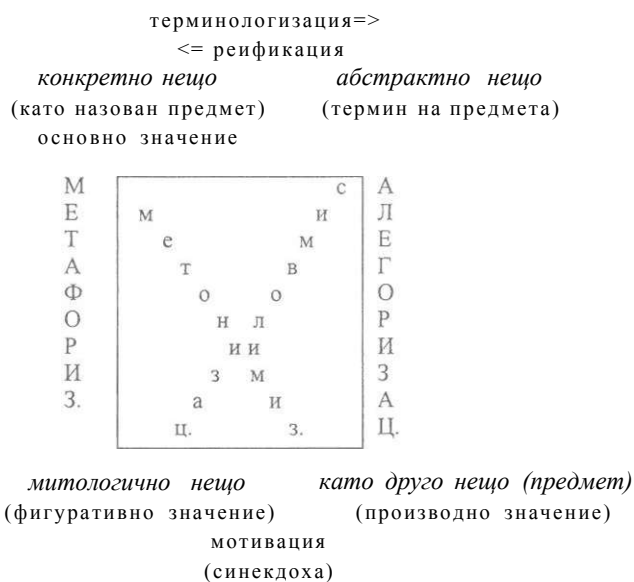 терминологизация=>
<= реификация
конкретно нещо
абстрактно нещо
(като назован предмет)
(термин на предмета)
основно значение
МЕТАФОРИЗ.
метонимиз.
символизац.
АЛЕГОРИЗАЦ.
митологично нещо
като друго нещо (предмет)
(фигуративно значение)
(производно значение)
мотивация
(синекдоха)